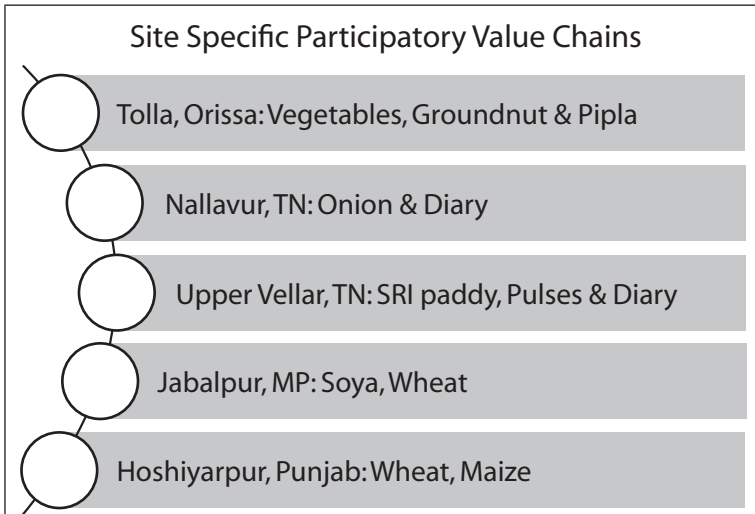 Site Specific Participatory Value Chains
Tolla, Orissa: Vegetables, Groundnut & Pipla
Nallavur, TN: Onion & Diary
Upper Vellar, TN: SRI paddy, Pulses & Diary
Jabalpur, MP: Soya, Wheat
Hoshiyarpur, Punjab: Wheat, Maize